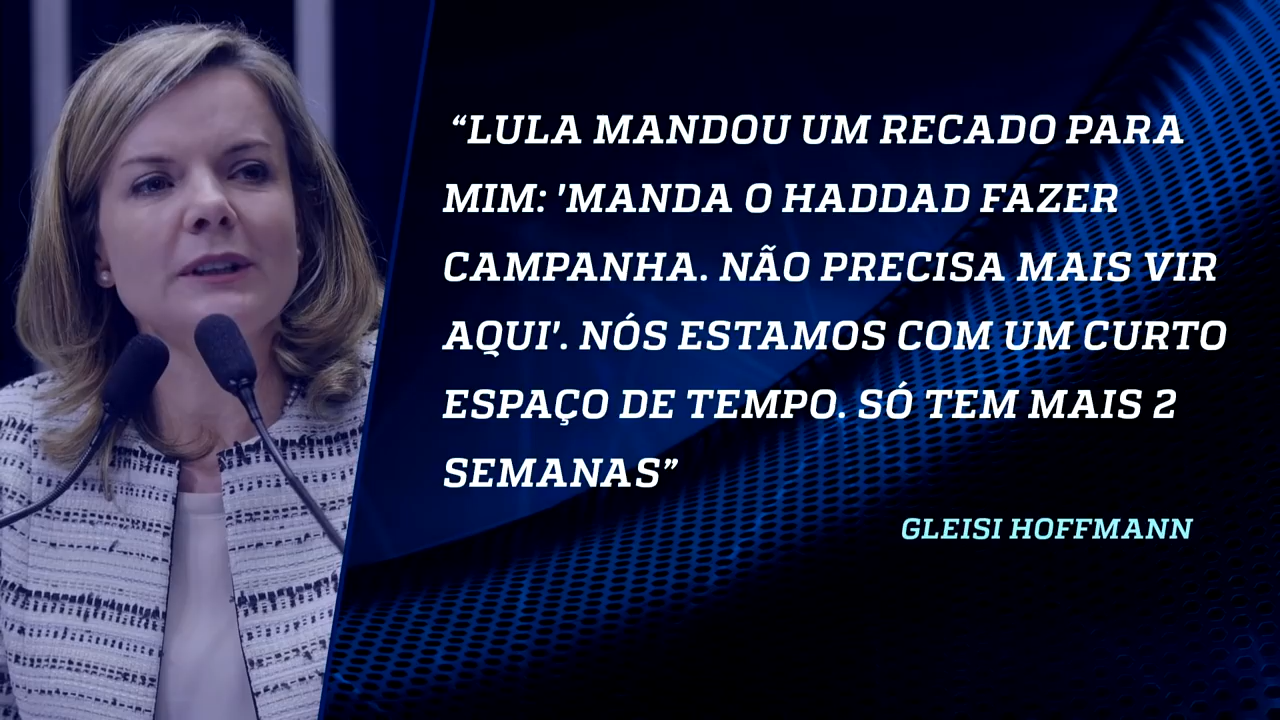 “LULA MANDOU UM RECADO PARA
MIM: 'MANDA O HADDAD FAZER
CAMPANHA. NÃO PRECISA MAIS VIR
AQUI'. NÓS ESTAMOS COM UM CURTO
ESPAÇO DE TEMPO. SÓ TEM MAIS 2
SEMANAS”
GLEISI HOFFMANN